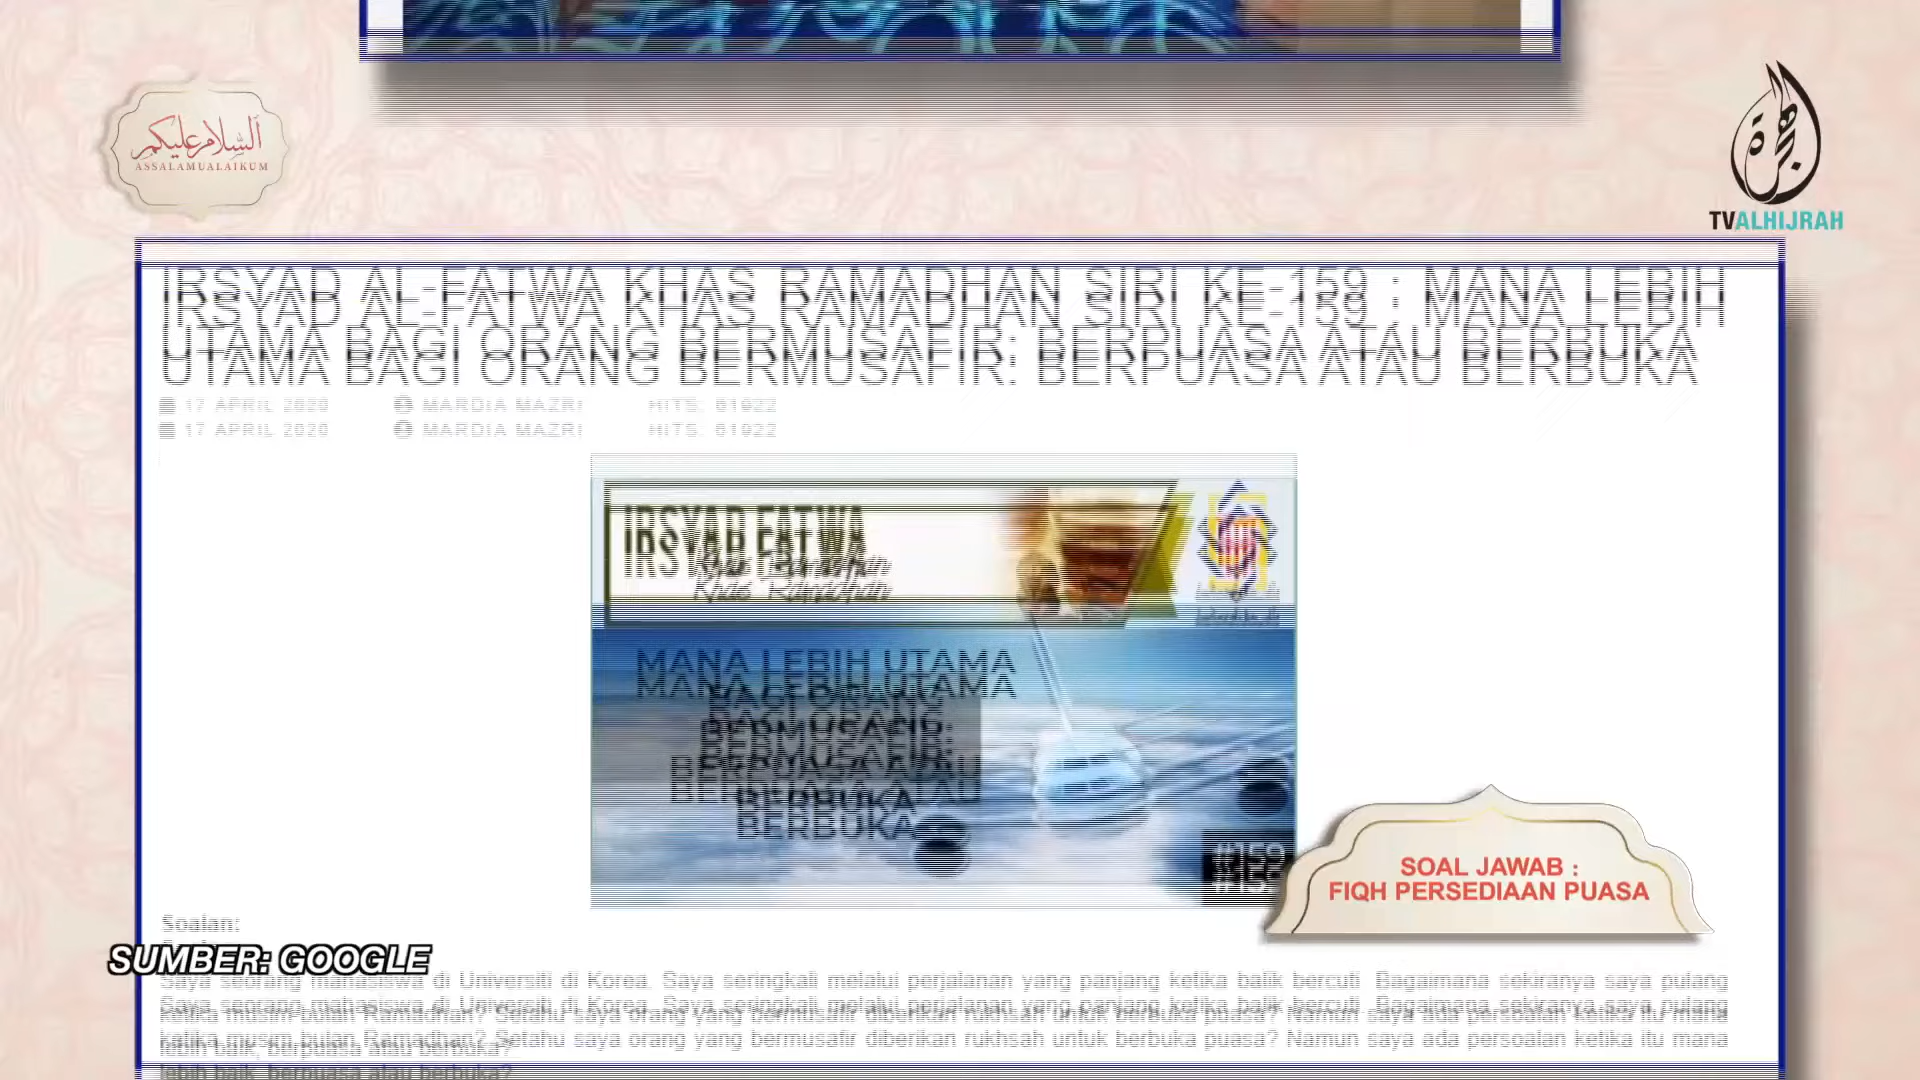 السلام عليكم
ASSALAMUALAIKUM
هجرة
TVALHIJRAH
IRSYAD AL-FATWA KHAS RAMADHAN SIRI KE-159 : MANA LEBIH
UTAMA BAGI ORANG BERMUSAFIR: BERPUASA ATAU BERBUKA
17 APRIL 2020 MARDIA MAZRI HITS:
IRSYAD FATWA
Khas Ramadhan
MANA LEBIH UTAMA
BAGI ORANG
BERMUSAFIR:
BERPUASA ATAU
BERBUKA
#159
SOAL JAWAB :
FIQH PERSEDIAAN PUASA
Soalan:
SUMBER: GOOGLE
Saya seorang mahasiswa di Universiti di Korea. Saya seringkali melalui perjalanan yang panjang ketika balik bercuti. Bagaimana sekiranya saya pulang
ketika musim bulan Ramadhan? Setahu saya orang yang bermusafir diberikan rukhsah untuk berbuka puasa? Namun saya ada persoalan ketika itu mana
lebih baik, berpuasa atau berbuka?